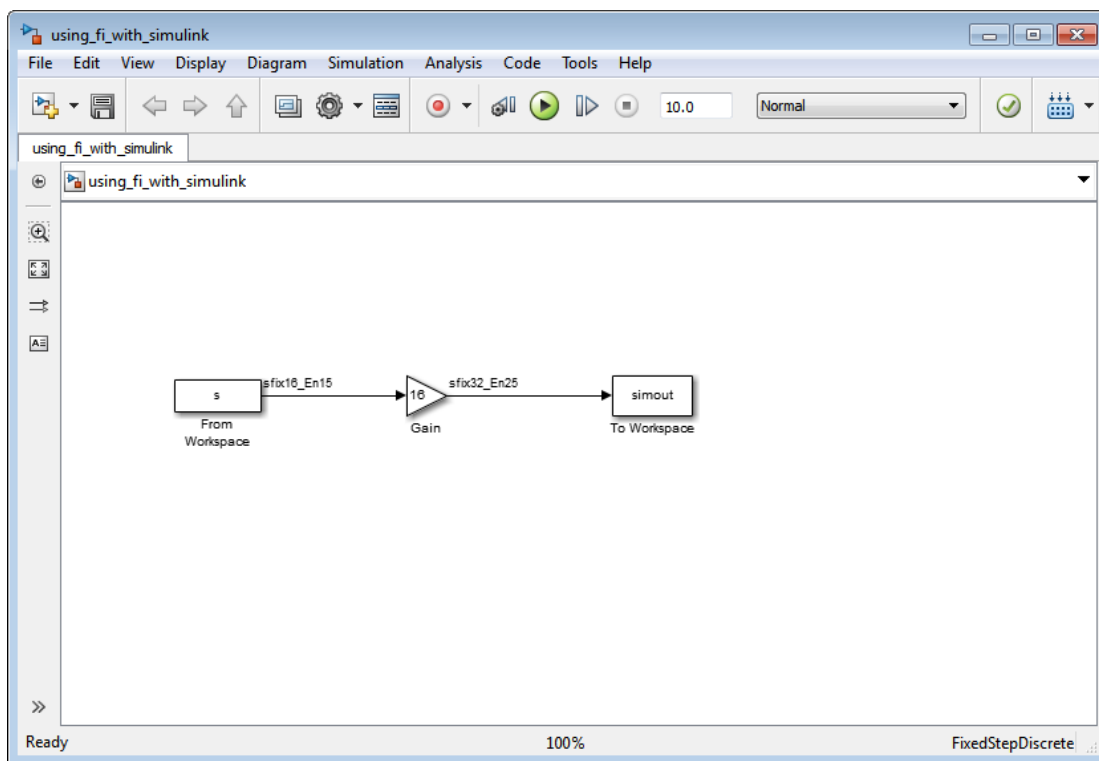 using_fi_with_simulink
File Edit View Display Diagram Simulation Analysis Code Tools Help
10.0 Normal
using_fi_with_simulink
using_fi_with_simulink
A
s sfix16_En15 16 sfix32_En25 simout
From Workspace Gain To Workspace
Ready 100% FixedStepDiscrete